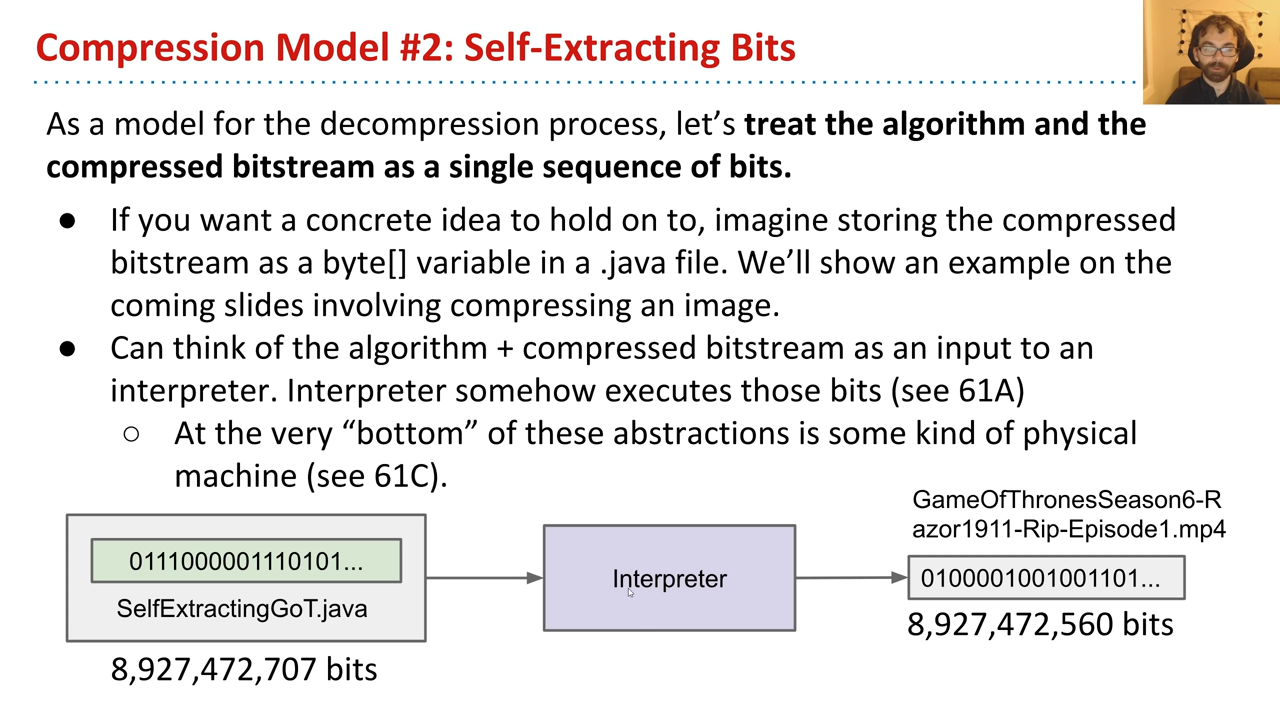 Compression Model #2: Self-Extracting Bits
As a model for the decompression process, let’s treat the algorithm and the
compressed bitstream as a single sequence of bits.
● If you want a concrete idea to hold on to, imagine storing the compressed
bitstream as a byte[] variable in a .java file. We’ll show an example on the
coming slides involving compressing an image.
● Can think of the algorithm + compressed bitstream as an input to an
interpreter. Interpreter somehow executes those bits (see 61A)
○ At the very “bottom” of these abstractions is some kind of physical
machine (see 61C).
0111000001110101...
SelfExtractingGoT.java
8,927,472,707 bits
Interpreter
GameOfThronesSeason6-R
azor1911-Rip-Episode1.mp4
0100001001001101...
8,927,472,560 bits